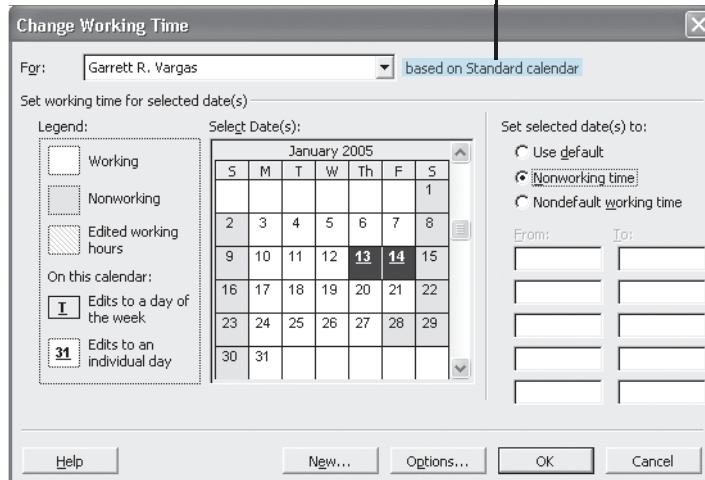 Change Working Time
For: Garrett R. Vargas based on Standard calendar
Set working time for selected date(s)
Legend:
Working
Nonworking
Edited working
hours
On this calendar:
T Edits to a day of
the week
31 Edits to an
individual day
Select Date(s):
January 2005
S M T W Th F S
1
2 3 4 5 6 7 8
9 10 11 12 13 14 15
16 17 18 19 20 21 22
23 24 25 26 27 28 29
30 31
Set selected date(s) to:
Use default
Nonworking time
Nondefault working time
From: To:
Help New... Options... OK Cancel